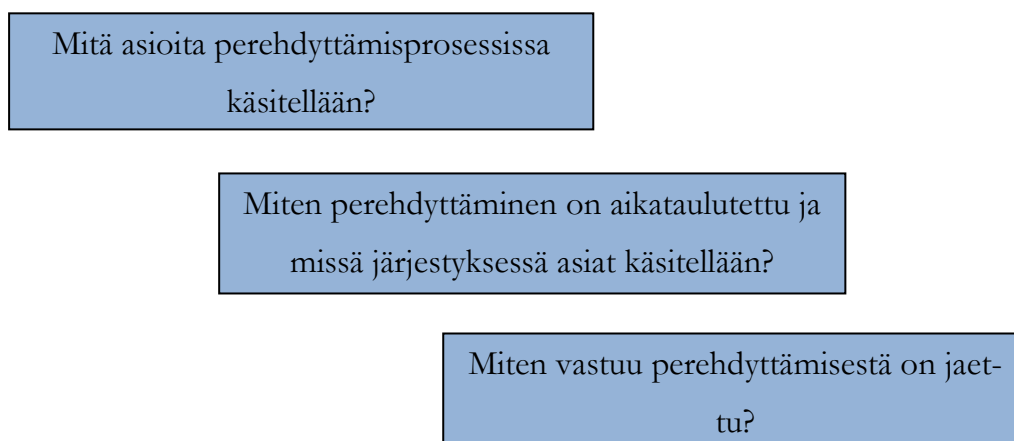 Mitä asioita perehdyttämisprosessissa
käsitellään?
Miten perehdyttäminen on aikataulutettu ja
missä järjestyksessä asiat käsitellään?
Miten vastuu perehdyttämisestä on jaet-
tu?